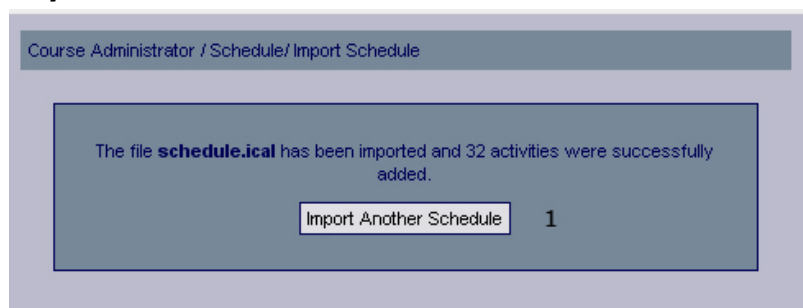 Course Administrator / Schedule/ Import Schedule
The file schedule.ical has been imported and 32 activities were successfully
added.
Import Another Schedule 1